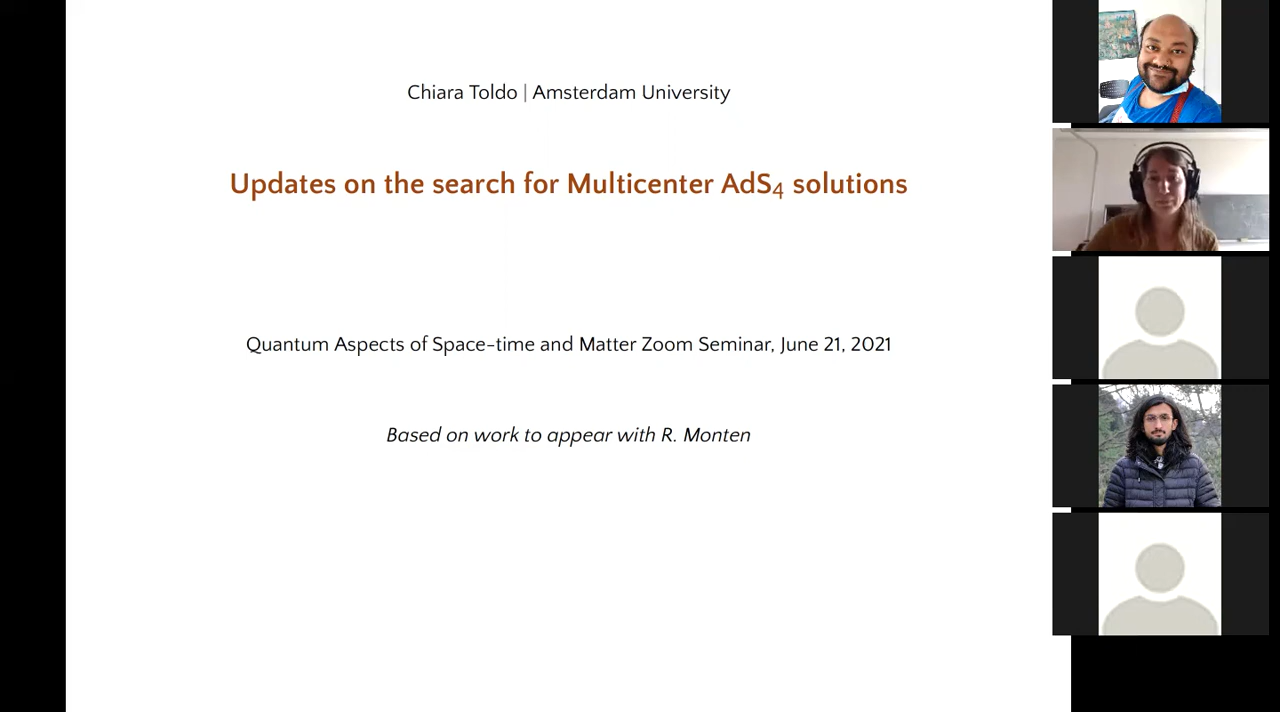 Chiara Toldo | Amsterdam University
Updates on the search for Multicenter AdS₄ solutions
Quantum Aspects of Space-time and Matter Zoom Seminar, June 21, 2021
Based on work to appear with R. Monten